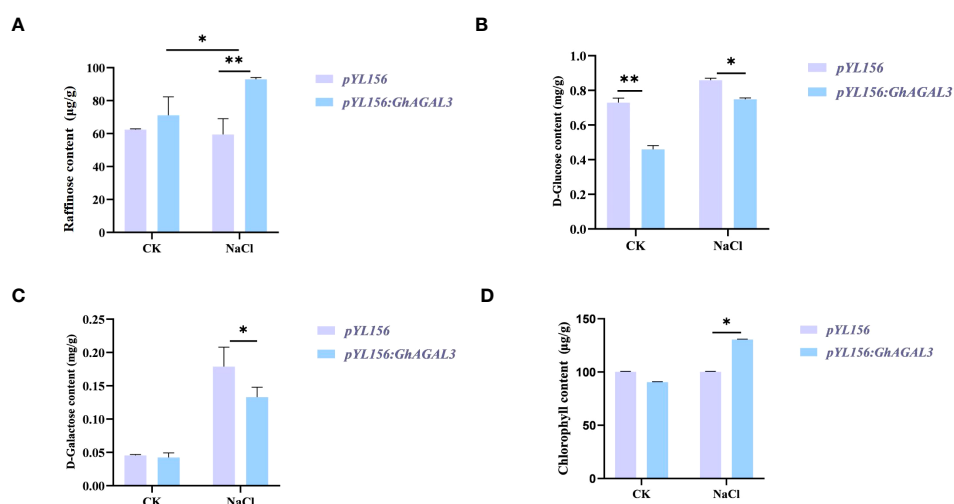 A
*
**
100
80
60
40
20
0
Raffinose content (μg/g)
CK
NaCl
pYL156
pYL156:GhAGAL3
B
**
*
1.0
0.8
0.6
0.4
0.2
0.0
D-Glucose content (mg/g)
CK
NaCl
pYL156
pYL156:GhAGAL3
C
*
0.25
0.20
0.15
0.10
0.05
0.00
D-Galactose content (mg/g)
CK
NaCl
pYL156
pYL156:GhAGAL3
D
*
150
100
50
0
Chlorophyll content (μg/g)
CK
NaCl
pYL156
pYL156:GhAGAL3